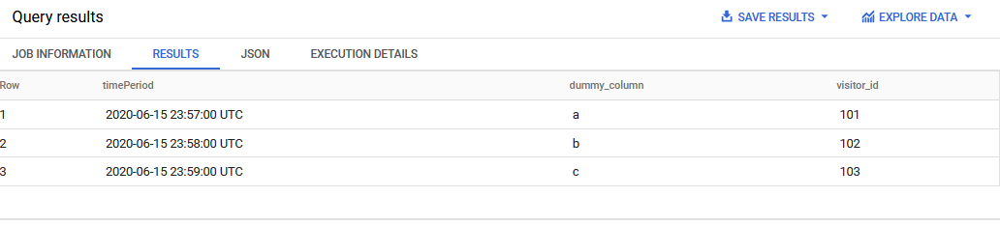 Query results SAVE RESULTS EXPLORE DATA
JOB INFORMATION RESULTS JSON EXECUTION DETAILS
Row timePeriod dummy_column visitor_id
1 2020-06-15 23:57:00 UTC a 101
2 2020-06-15 23:58:00 UTC b 102
3 2020-06-15 23:59:00 UTC c 103